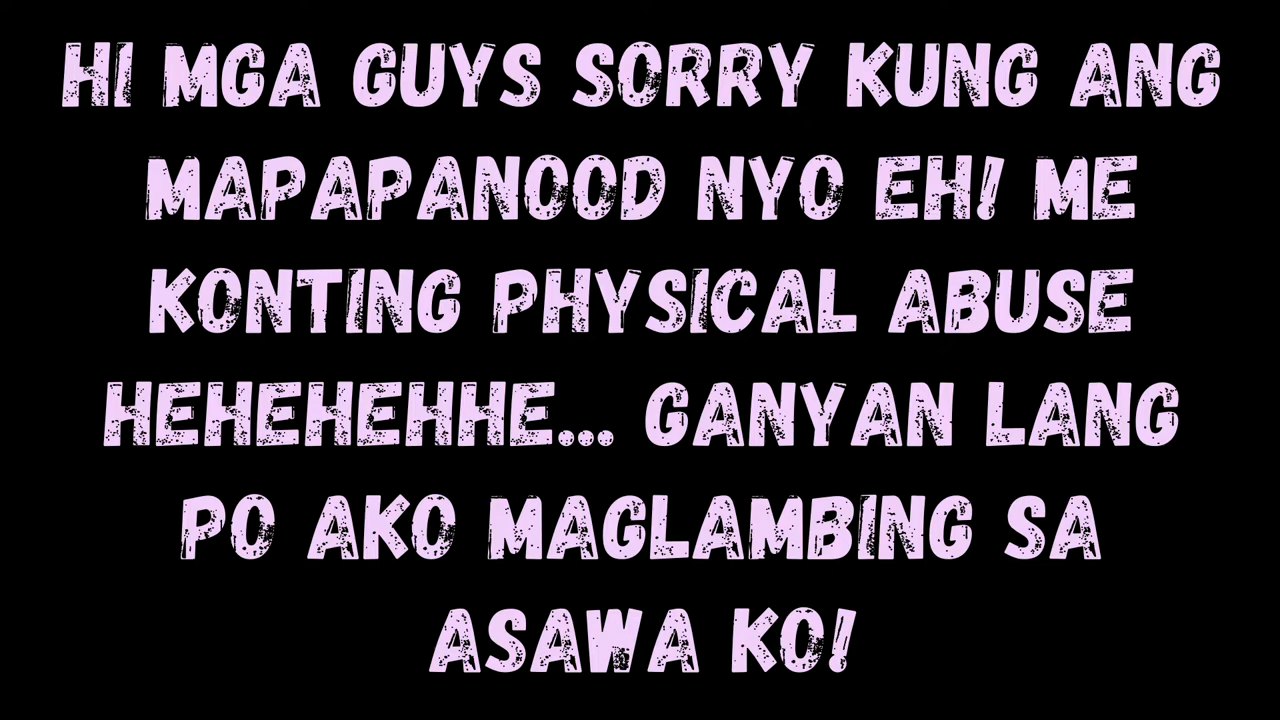 HI MGA GUYS SORRY KUNG ANG
MAPAPANOOD NYO EH! ME
KONTING PHYSICAL ABUSE
HEHEHEHHE... GANYAN LANG
PO AKO MAGLAMBING SA
ASAWA KO!